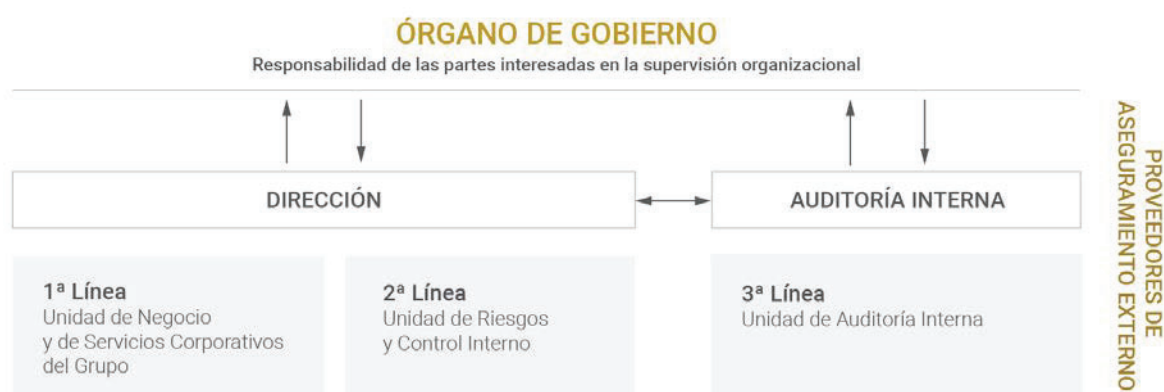 ÓRGANO DE GOBIERNO
Responsabilidad de las partes interesadas en la supervisión organizacional
DIRECCIÓN
AUDITORÍA INTERNA
1ª Línea
Unidad de Negocio
y de Servicios Corporativos
del Grupo
2ª Línea
Unidad de Riesgos
y Control Interno
3ª Línea
Unidad de Auditoría Interna
PROVEEDORES DE
ASEGURAMIENTO EXTERNO